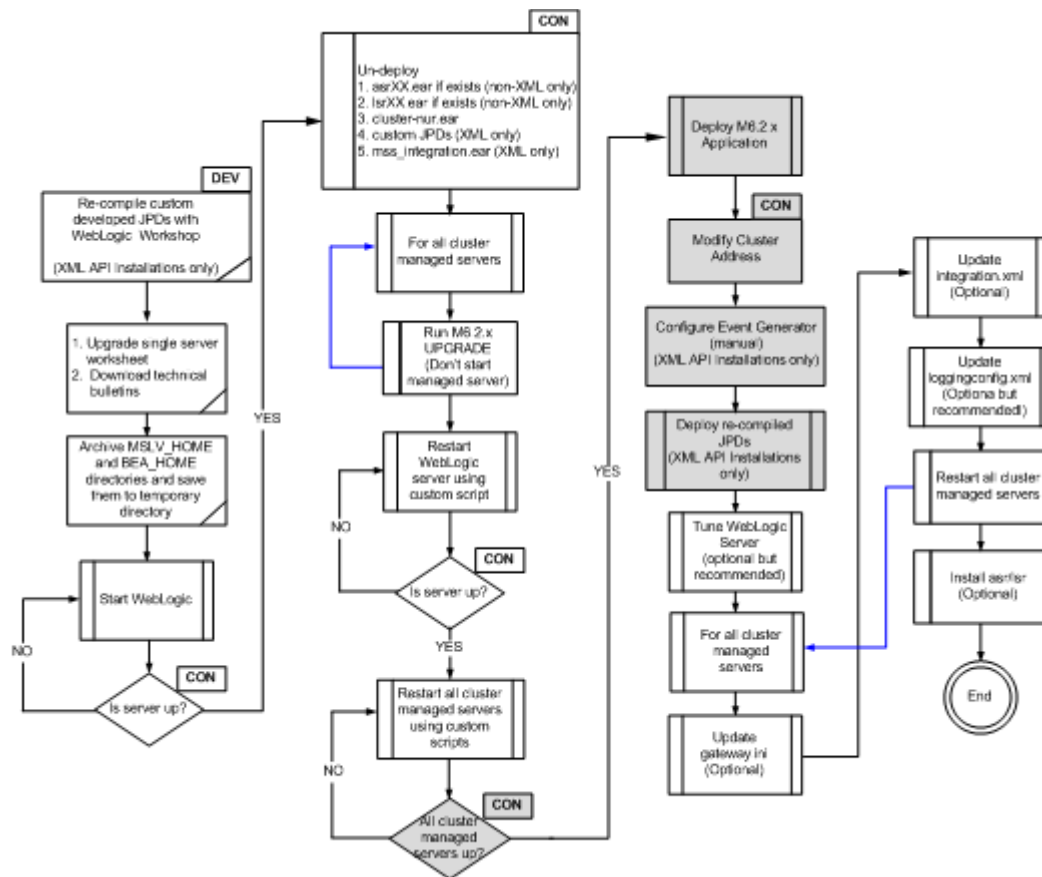 DEV
Re-compile custom
developed JPDs with
WebLogic Workshop
(XML API Installations only)
1. Upgrade single server
worksheet
2. Download technical
bulletins
Archive MSLV_HOME
and BEA_HOME
directories and save
them to temporary
directory
Start WebLogic
NO
CON
Is server up?
YES
CON
Un-deploy
1. asrXX.ear if exists (non-XML only)
2. lsrXX.ear if exists (non-XML only)
3. cluster-nur.ear
4. custom JPDs (XML only)
5. mss_integration.ear (XML only)
For all cluster
managed servers
Run M6.2.x
UPGRADE
(Don't start
managed server)
Restart
WebLogic
server using
custom script
NO
CON
Is server up?
YES
Restart all cluster
managed servers
using custom
scripts
NO
CON
All cluster
managed
servers up?
YES
Deploy M6.2 x
Application
CON
Modify Cluster
Address
Configure Event Generator
(manual)
(XML API Installations only)
Deploy re-compiled
JPDs
(XML API Installations
only)
Tune WebLogic
Server
(optional but
recommended)
For all cluster
managed
servers
Update
gateway.ini
(Optional)
Update
integration.xml
(Optional)
Update
loggingconfig.xml
(Optiona but
recommended!)
Restart all cluster
managed servers
Install asr/lsr
(Optional)
End